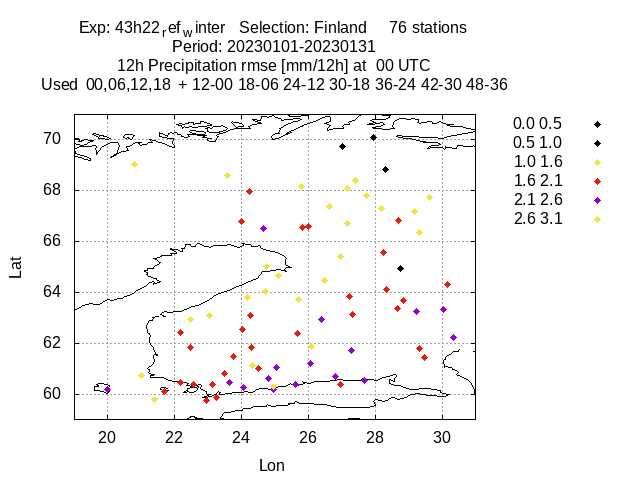 Exp: 43h22ref_winter Selection: Finland 76 stations
Period: 20230101-20230131
12h Precipitation rmse [mm/12h] at 00 UTC
Used 00,06,12,18 + 12-00 18-06 24-12 30-18 36-24 42-30 48-36
0.0 0.5
0.5 1.0
1.0 1.6
1.6 2.1
2.1 2.6
2.6 3.1
70
68
66
64
62
60
Lat
20 22 24 26 28 30
Lon